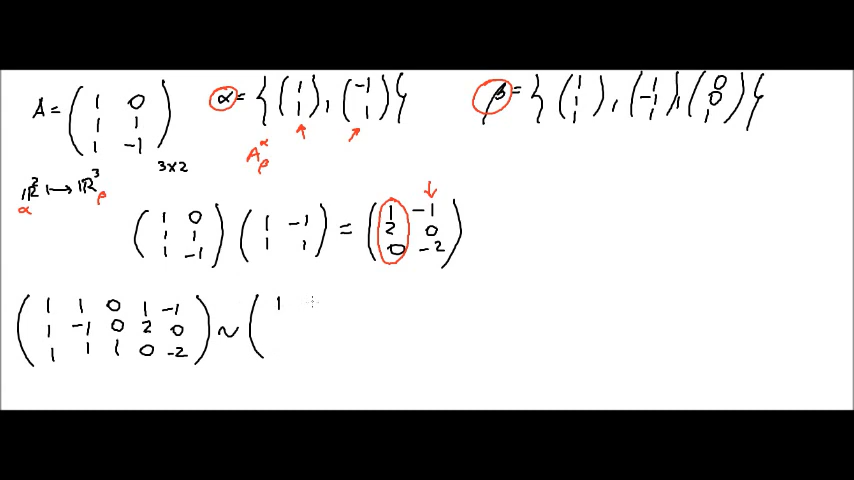 A = ( 1 0 ; 1 1 ; 1 -1 ) 3x2 α = { ( 1 ; 1 ), ( -1 ; 1 ) } β = { ( 1 ; 1 ; 1 ), ( 1 ; -1 ; 1 ), ( 0 ; 0 ; 1 ) }
A α β
ℝ² ↦ ℝ³
α β
( 1 0 ; 1 1 ; 1 -1 ) ( 1 -1 ; 1 1 ) = ( 1 -1 ; 2 0 ; 0 -2 )
( 1 1 0 1 -1 ; 1 -1 0 2 0 ; 1 1 1 0 -2 ) ~ ( 1